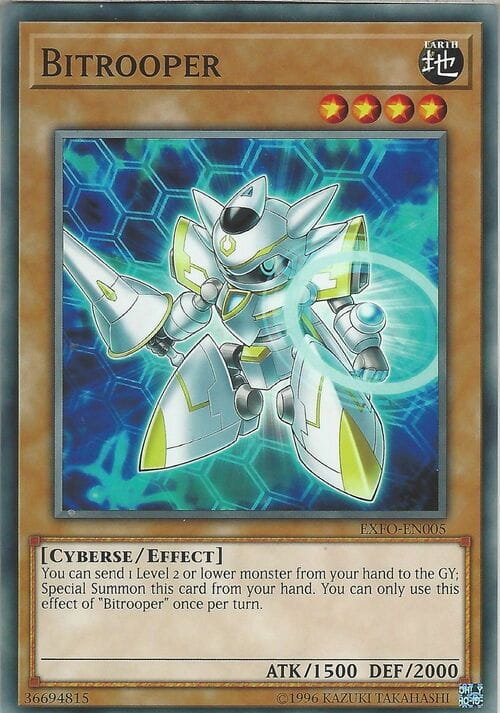 BITROOPER
EARTH
地
EXFO-EN005
[CYBERSE/EFFECT]
You can send 1 Level 2 or lower monster from your hand to the GY;
Special Summon this card from your hand. You can only use this
effect of "Bitrooper" once per turn.
ATK/1500 DEF/2000
36694815
©1996 KAZUKI TAKAHASHI